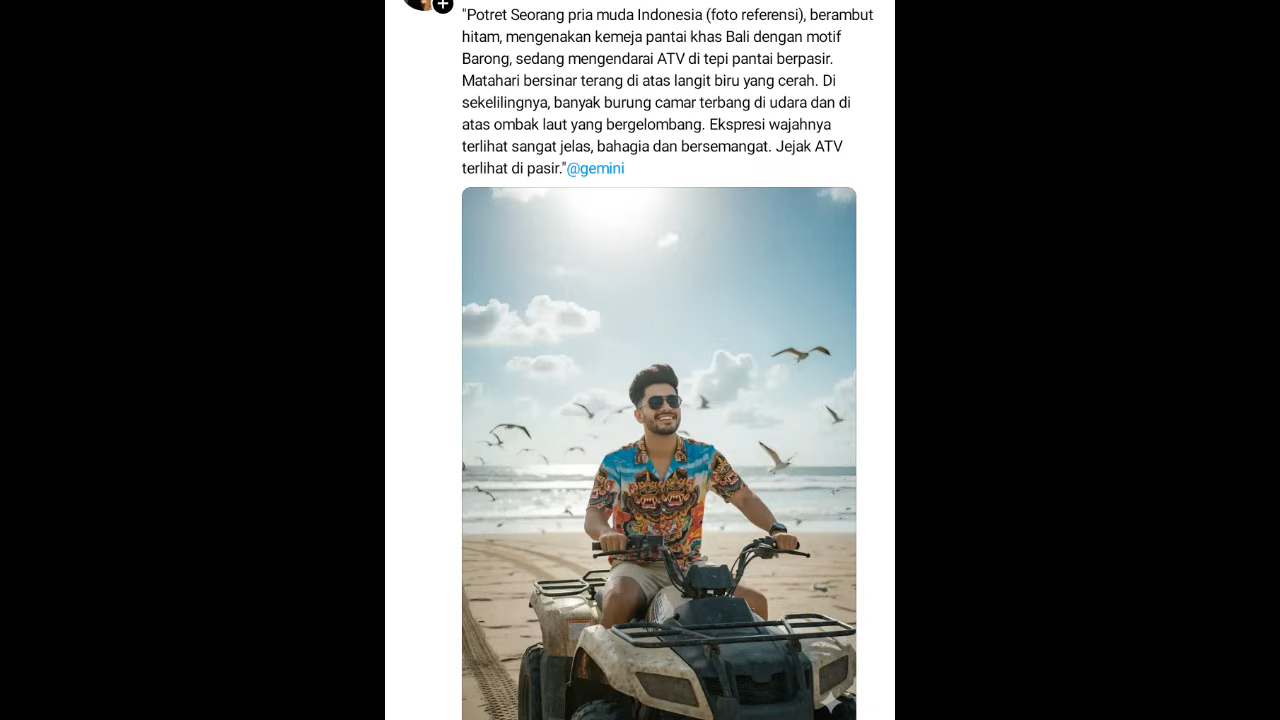 "Potret Seorang pria muda Indonesia (foto referensi), berambut
hitam, mengenakan kemeja pantai khas Bali dengan motif
Barong, sedang mengendarai ATV di tepi pantai berpasir.
Matahari bersinar terang di atas langit biru yang cerah. Di
sekelilingnya, banyak burung camar terbang di udara dan di
atas ombak laut yang bergelombang. Ekspresi wajahnya
terlihat sangat jelas, bahagia dan bersemangat. Jejak ATV
terlihat di pasir."@gemini